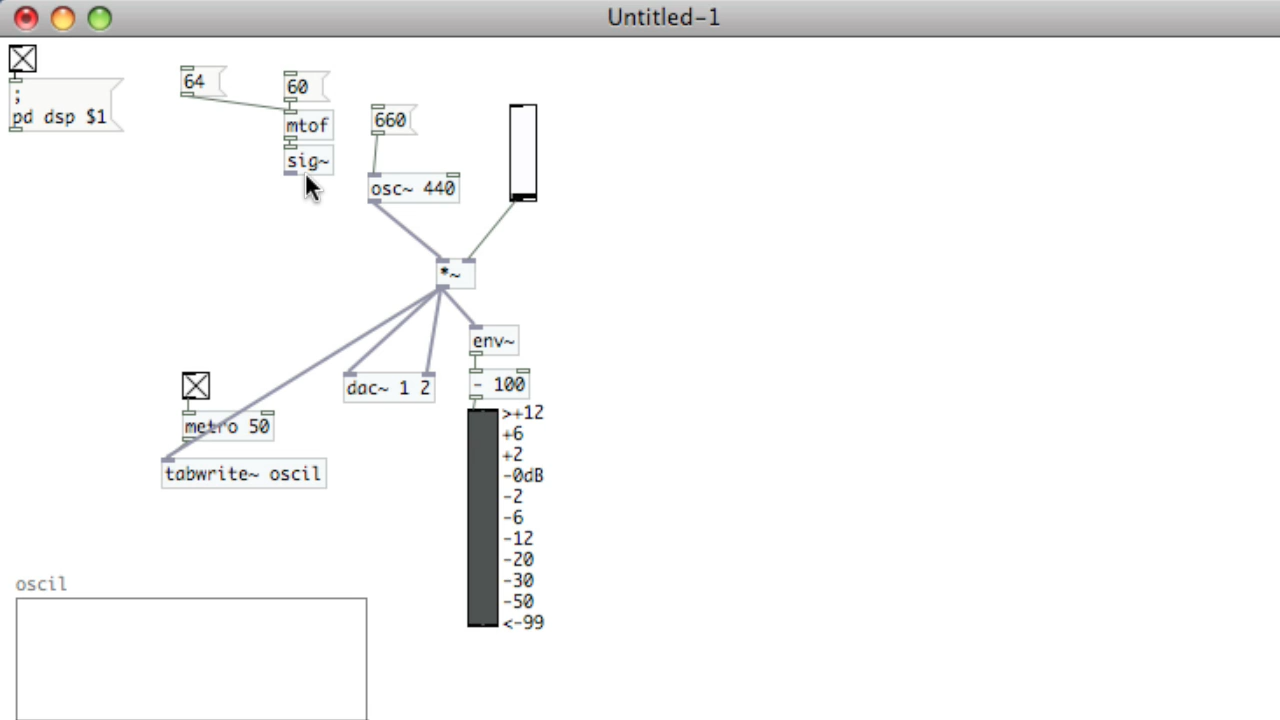 Untitled-1
;
pd dsp $1
64
60
mtof
sig~
660
osc~ 440
*~
env~
dac~ 1 2
- 100
metro 50
tabwrite~ oscil
>+12
+6
+2
-0dB
-2
-6
-12
-20
-30
-50
<-99
oscil